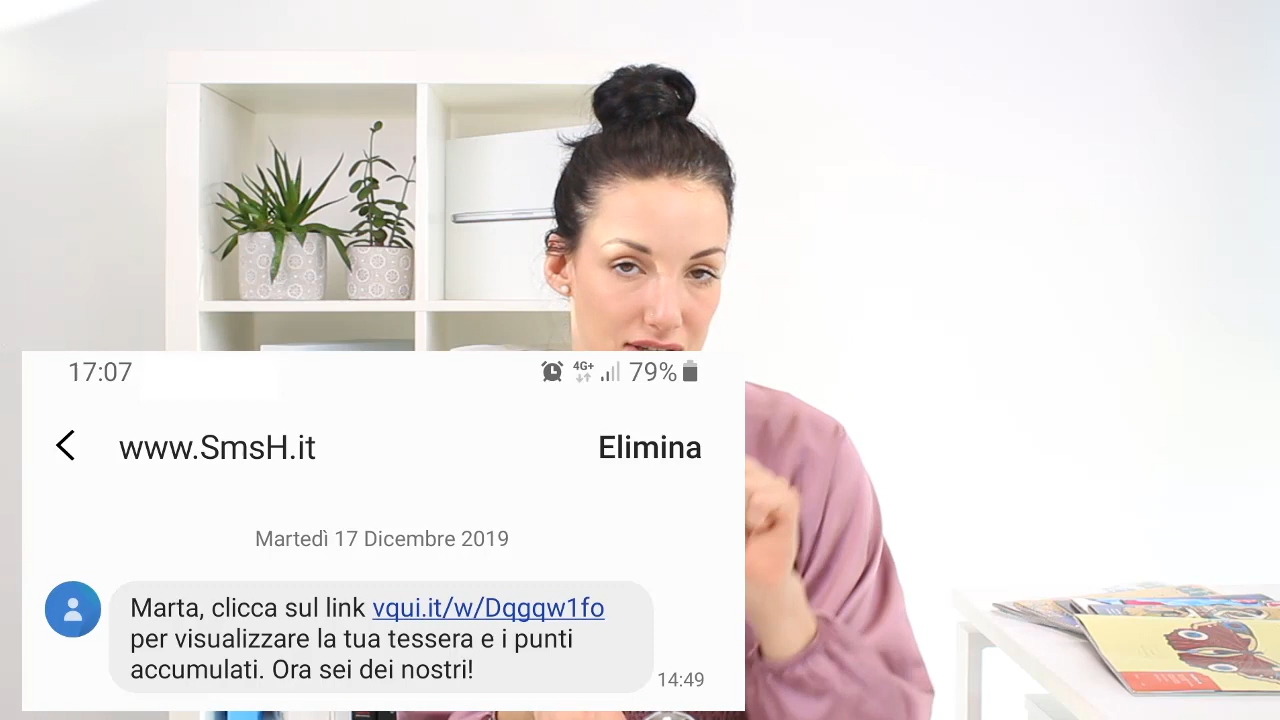 17:07
4G+
79%
www.SmsH.it
Elimina
Martedì 17 Dicembre 2019
Marta, clicca sul link vqui.it/w/Dqgqw1fo
per visualizzare la tua tessera e i punti
accumulati. Ora sei dei nostri!
14:49